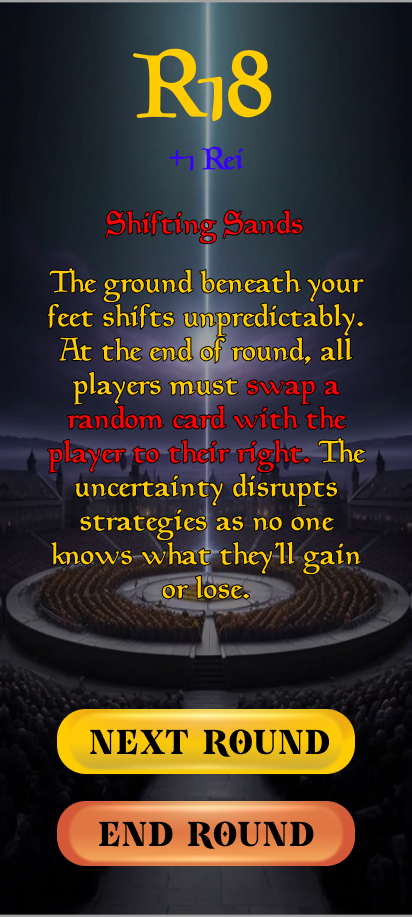 R18
+1 Rei
Shifting Sands
The ground beneath your
feet shifts unpredictably.
At the end of round, all
players must swap a
random card with the
player to their right. The
uncertainty disrupts
strategies as no one
knows what they'll gain
or lose.
NEXT ROUND
END ROUND